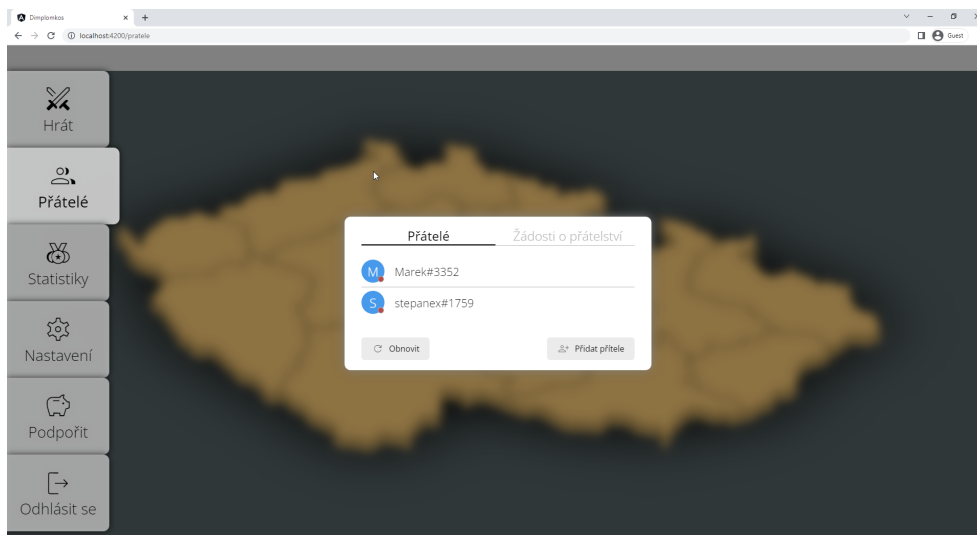 Dimplomkos
localhost:4200/pratele
Guest
Hrát
Přátelé
Statistiky
Nastavení
Podpořit
Odhlásit se
Přátelé Žádosti o přátelství
M Marek#3352
S stepanex#1759
Obnovit Přidat přítele